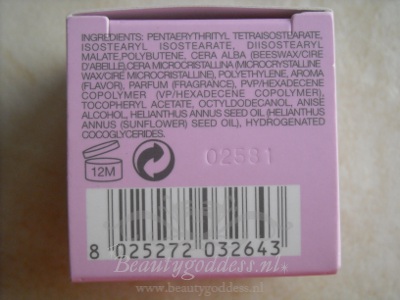 INGREDIENTS: PENTAERYTHRITYL TETRAISOSTEARATE,
ISOSTEARYL ISOSTEARATE, DIISOSTEARYL
MALATE,POLYBUTENE, CERA ALBA (BEESWAX/CIRE
D'ABEILLE),CERA MICROCRISTALLINA (MICROCRYSTALLINE
WAX/CIRE MICROCRISTALLINE), POLYETHYLENE, AROMA
(FLAVOR), PARFUM (FRAGRANCE), PVP/HEXADECENE
COPOLYMER (VP/HEXADECENE COPOLYMER),
TOCOPHERYL ACETATE, OCTYLDODECANOL, ANISE
ALCOHOL, HELIANTHUS ANNUUS SEED OIL (HELIANTHUS
ANNUS (SUNFLOWER) SEED OIL), HYDROGENATED
COCOGLYCERIDES.
12M
02531
8 025272 032643
Beautygoddess.nl
www.beautygoddess.nl